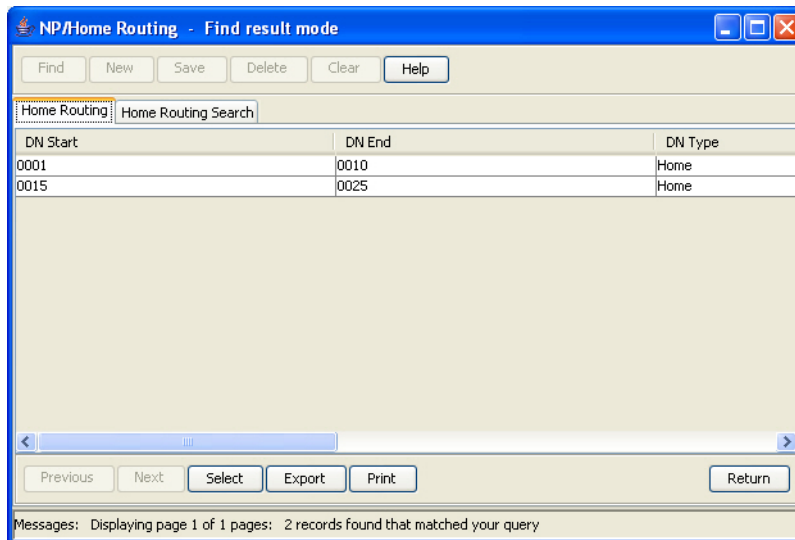 NP/Home Routing - Find result mode
Find New Save Delete Clear Help
Home Routing Home Routing Search
DN Start DN End DN Type
0001 0010 Home
0015 0025 Home
Previous Next Select Export Print Return
Messages: Displaying page 1 of 1 pages: 2 records found that matched your query